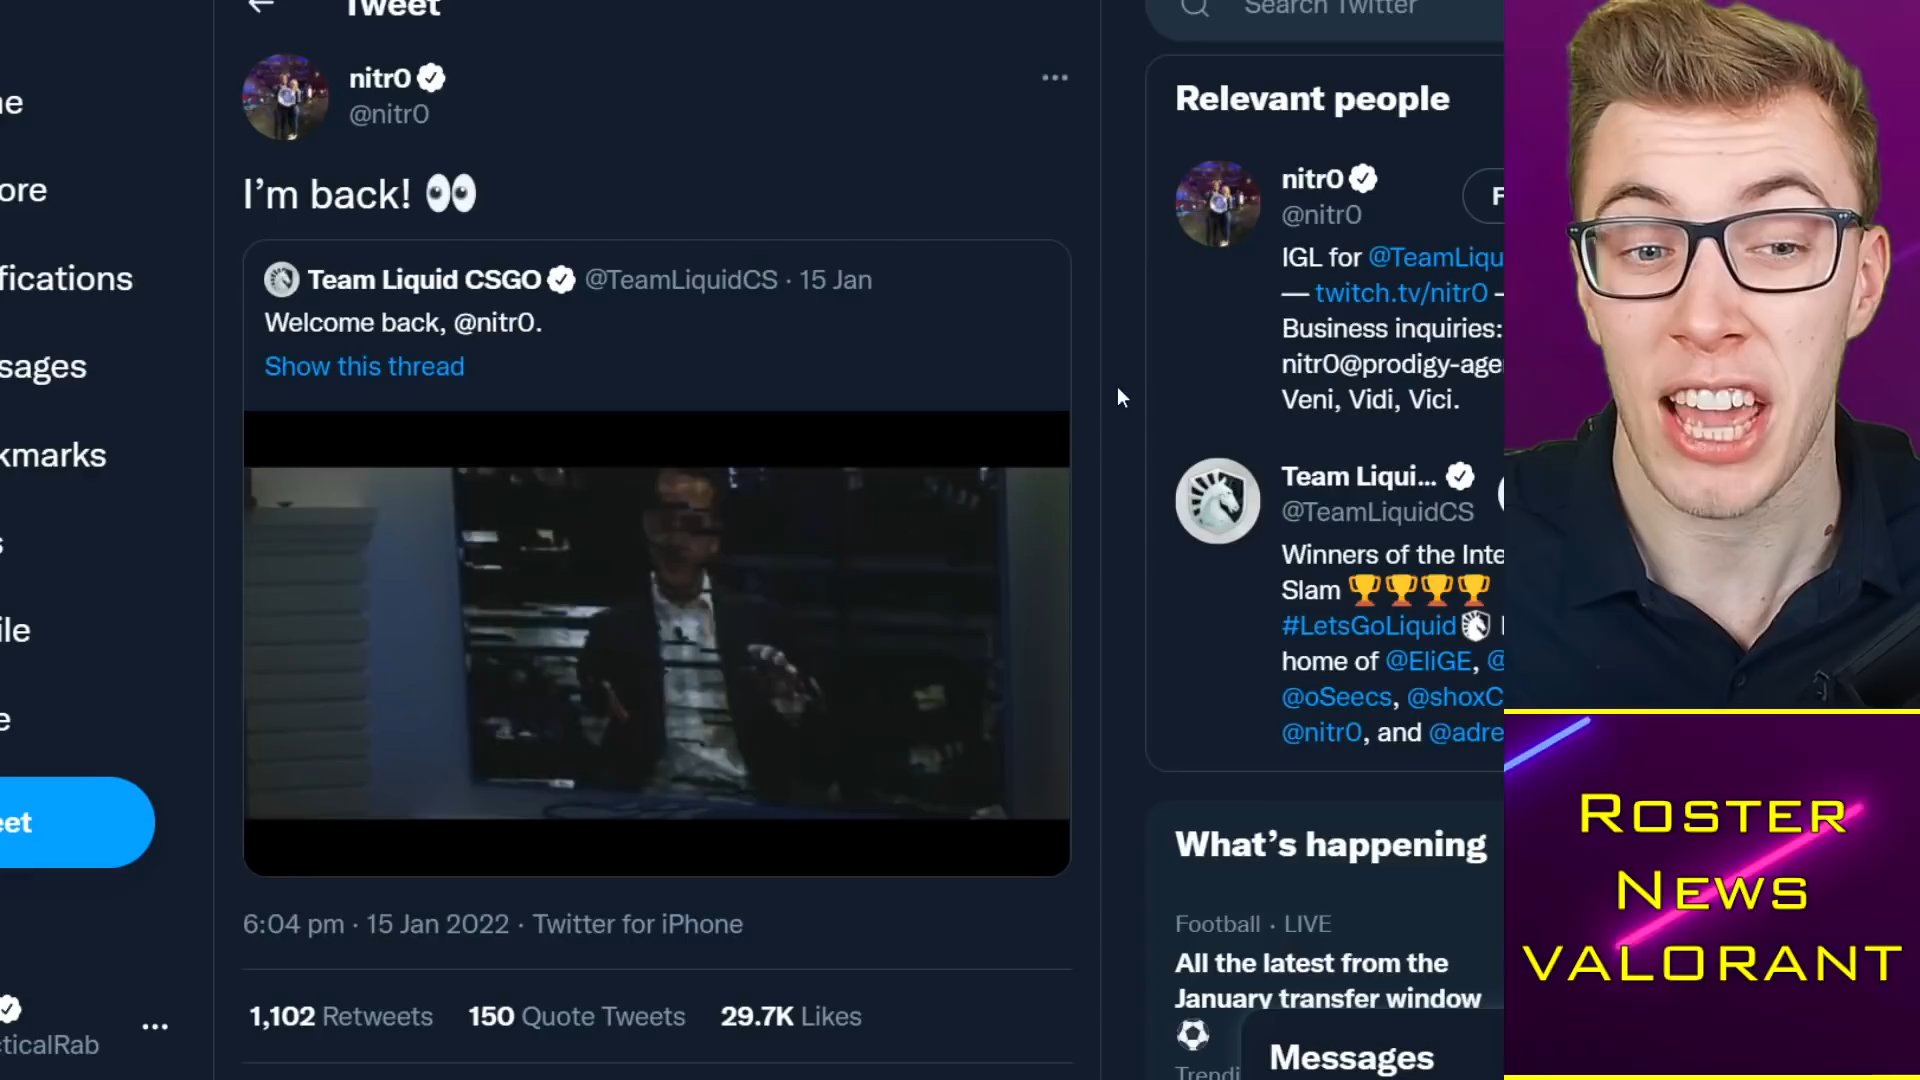 Tweet
nitr0
@nitr0
I'm back! 👀
Team Liquid CSGO @TeamLiquidCS · 15 Jan
Welcome back, @nitr0.
Show this thread
6:04 pm · 15 Jan 2022 · Twitter for iPhone
1,102 Retweets 150 Quote Tweets 29.7K Likes
ne
ore
fications
sages
kmarks
s
ile
e
eet
cticalRab
Search Twitter
Relevant people
nitr0
@nitr0
F
IGL for @TeamLiqu
— twitch.tv/nitr0 –
Business inquiries:
nitr0@prodigy-age
Veni, Vidi, Vici.
Team Liqui...
@TeamLiquidCS
Winners of the Inte
Slam 🏆🏆🏆🏆
#LetsGoLiquid
home of @EliGE, @
@oSeecs, @shoxC
@nitr0, and @adre
What's happening
Football · LIVE
All the latest from the
January transfer window
⚽
Trendi
Messages
ROSTER
NEWS
VALORANT